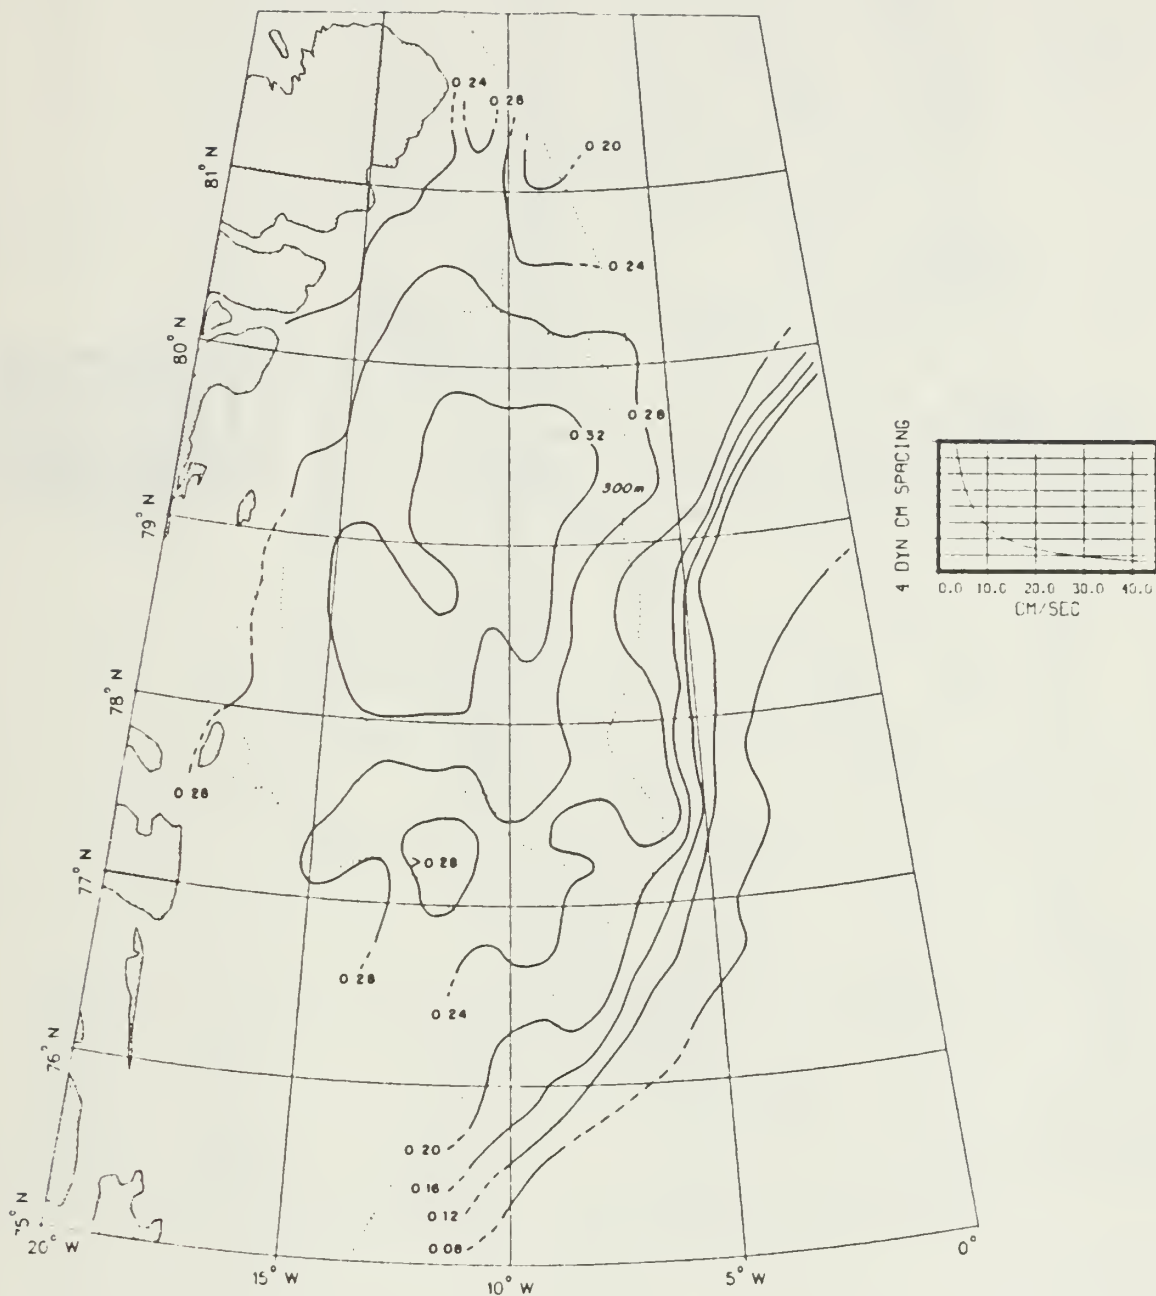 0 24
0 28
0 20
81° N
0 24
80° N
0 28
0 32
300m
79° N
4 DYN CM SPACING
0.0 10.0 20.0 30.0 40.0
CM/SEC
78° N
0 28
77° N
>0 28
0 28
0 24
76° N
0 20
0 16
0 12
0 08
75° N
20° W
15° W
10° W
5° W
0°